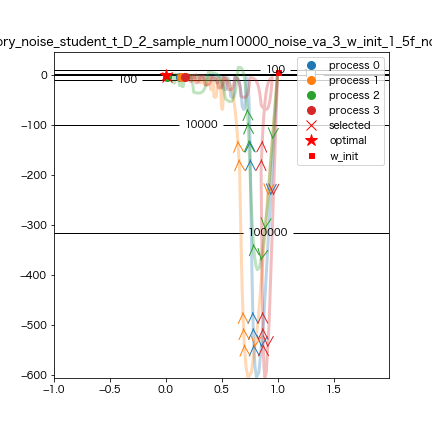 ory_noise_student_t_D_2_sample_num10000_noise_va_3_w_init_1_5f_no
0
−100
−200
−300
−400
−500
−600
−1.0
−0.5
0.0
0.5
1.0
1.5
100
100
10000
100000
process 0
process 1
process 2
process 3
selected
optimal
w_init